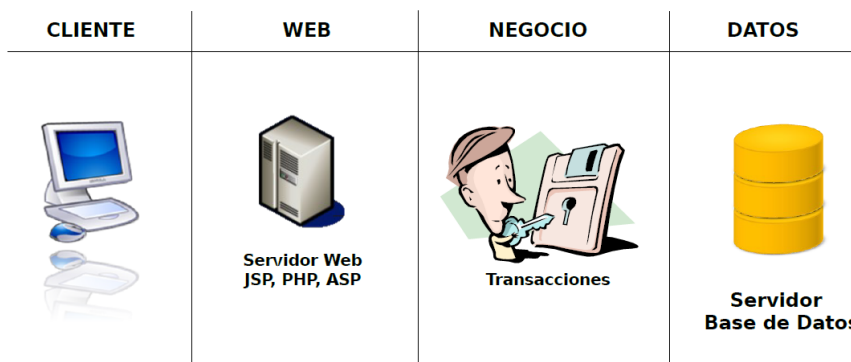 CLIENTE
WEB
NEGOCIO
DATOS
Servidor Web
JSP, PHP, ASP
Transacciones
Servidor
Base de Datos